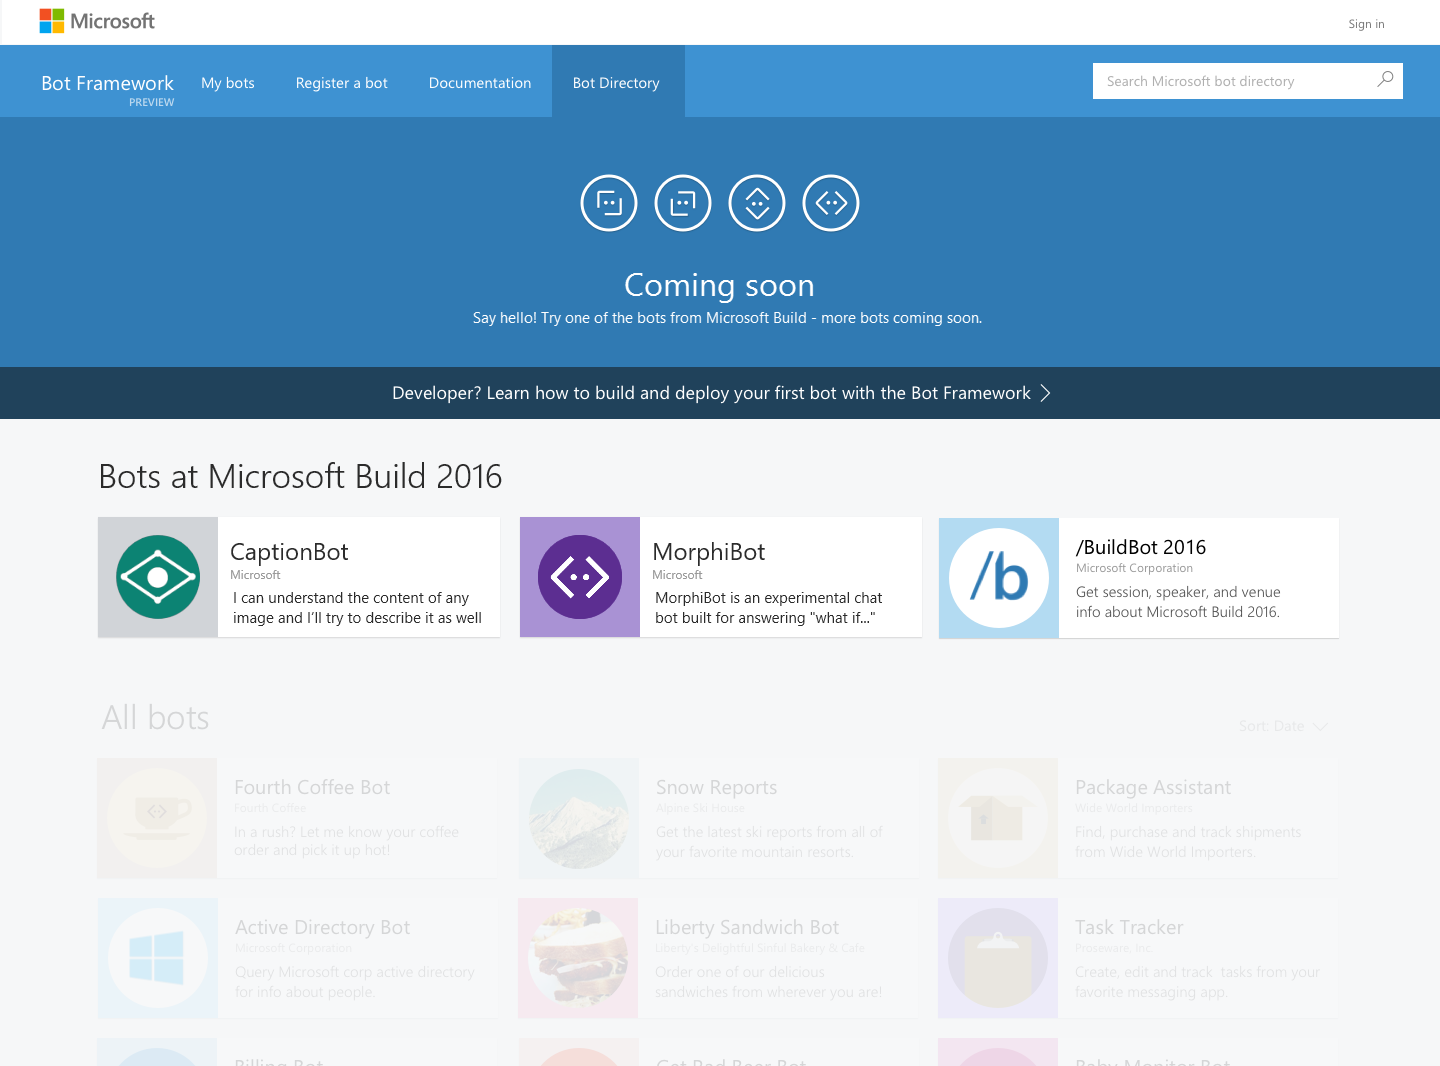 Microsoft
Sign in
Bot Framework
PREVIEW
My bots
Register a bot
Documentation
Bot Directory
Search Microsoft bot directory
Coming soon
Say hello! Try one of the bots from Microsoft Build - more bots coming soon.
Developer? Learn how to build and deploy your first bot with the Bot Framework
Bots at Microsoft Build 2016
CaptionBot
Microsoft
I can understand the content of any
image and I'll try to describe it as well
MorphiBot
Microsoft
MorphiBot is an experimental chat
bot built for answering "what if..."
/b
/BuildBot 2016
Microsoft Corporation
Get session, speaker, and venue
info about Microsoft Build 2016.
All bots
Sort: Date
Fourth Coffee Bot
Fourth Coffee
In a rush? Let me know your coffee
order and pick it up hot!
Snow Reports
Alpine Ski House
Get the latest ski reports from all of
your favorite mountain resorts.
Package Assistant
Wide World Importers
Find, purchase and track shipments
from Wide World Importers.
Active Directory Bot
Microsoft Corporation
Query Microsoft corp active directory
for info about people.
Liberty Sandwich Bot
Liberty's Delightful Sinful Bakery & Cafe
Order one of our delicious
sandwiches from wherever you are!
Task Tracker
Proseware, Inc.
Create, edit and track tasks from your
favorite messaging app.
Billing Bot
Baby Monitor Bot